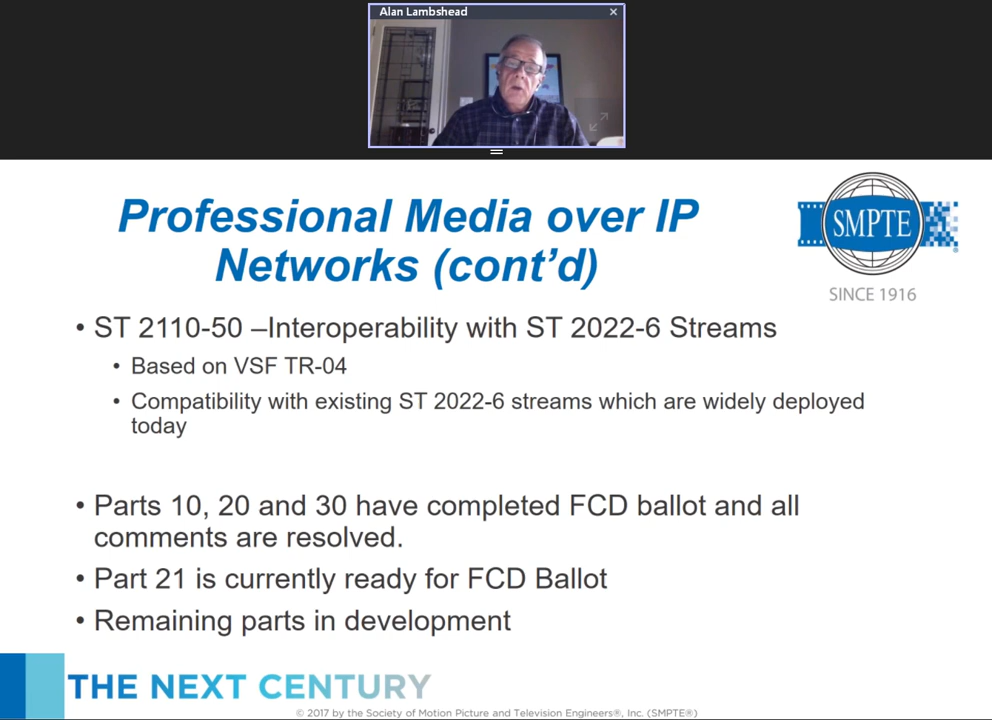 Alan Lambshead
Professional Media over IP
Networks (cont’d)
SMPTE
SINCE 1916
• ST 2110-50 –Interoperability with ST 2022-6 Streams
• Based on VSF TR-04
• Compatibility with existing ST 2022-6 streams which are widely deployed
today
• Parts 10, 20 and 30 have completed FCD ballot and all
comments are resolved.
• Part 21 is currently ready for FCD Ballot
• Remaining parts in development
THE NEXT CENTURY
© 2017 by the Society of Motion Picture and Television Engineers®, Inc. (SMPTE®)